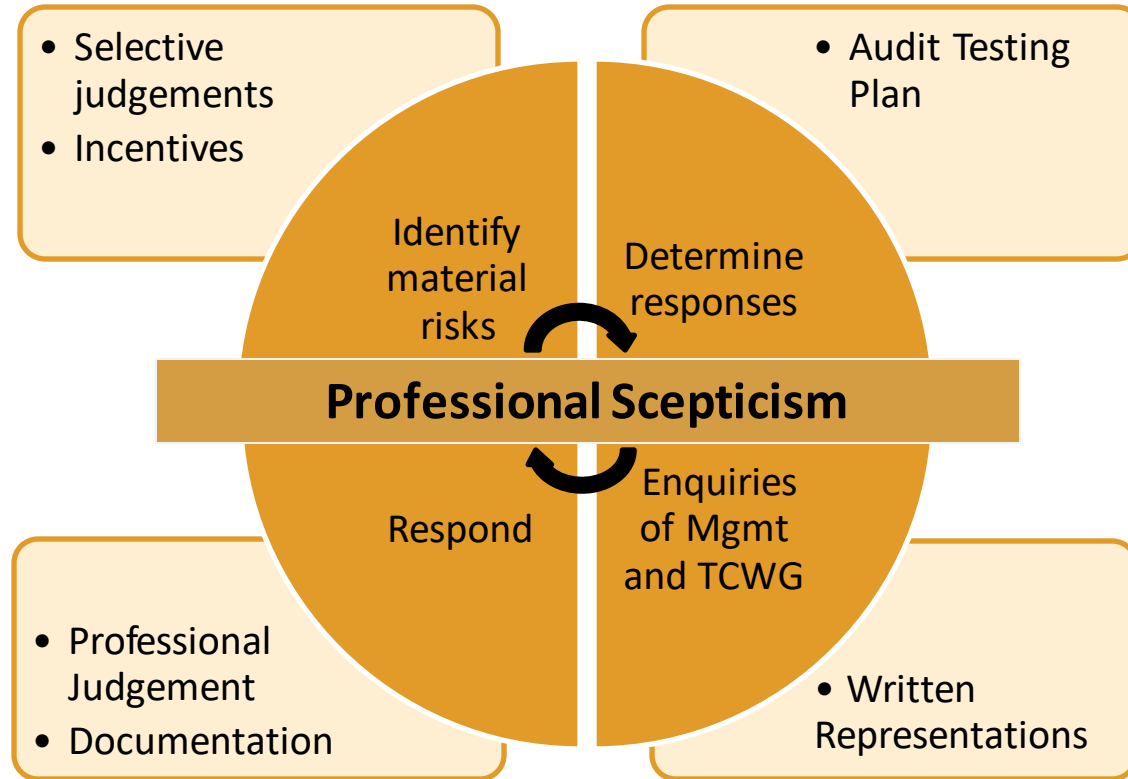 • Selective
judgements
• Incentives
• Audit Testing
Plan
Identify
material
risks
Determine
responses
Professional Scepticism
Respond
Enquiries
of Mgmt
and TCWG
• Professional
Judgement
• Documentation
• Written
Representations